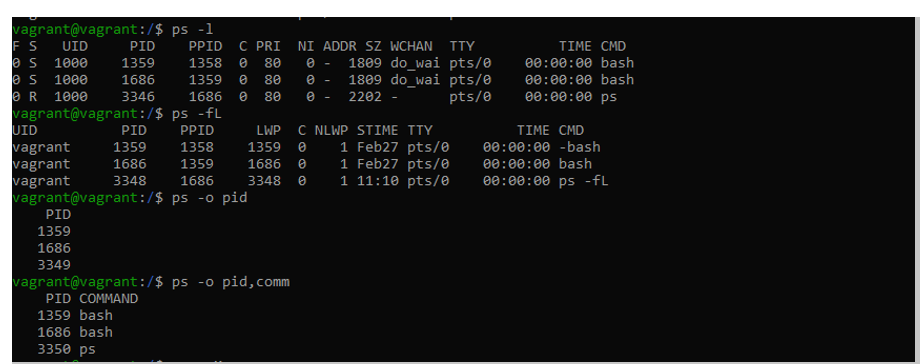 vagrant@vagrant:/$ ps -l
F S   UID     PID    PPID  C PRI  NI ADDR SZ WCHAN  TTY          TIME CMD
0 S  1000    1359    1358  0  80   0 -  1809 do_wai pts/0    00:00:00 bash
0 S  1000    1686    1359  0  80   0 -  1809 do_wai pts/0    00:00:00 bash
0 R  1000    3346    1686  0  80   0 -  2202 -      pts/0    00:00:00 ps
vagrant@vagrant:/$ ps -fL
UID          PID    PPID     LWP  C NLWP STIME TTY          TIME CMD
vagrant     1359    1358    1359  0    1 Feb27 pts/0    00:00:00 -bash
vagrant     1686    1359    1686  0    1 Feb27 pts/0    00:00:00 bash
vagrant     3348    1686    3348  0    1 11:10 pts/0    00:00:00 ps -fL
vagrant@vagrant:/$ ps -o pid
    PID
   1359
   1686
   3349
vagrant@vagrant:/$ ps -o pid,comm
    PID COMMAND
   1359 bash
   1686 bash
   3350 ps